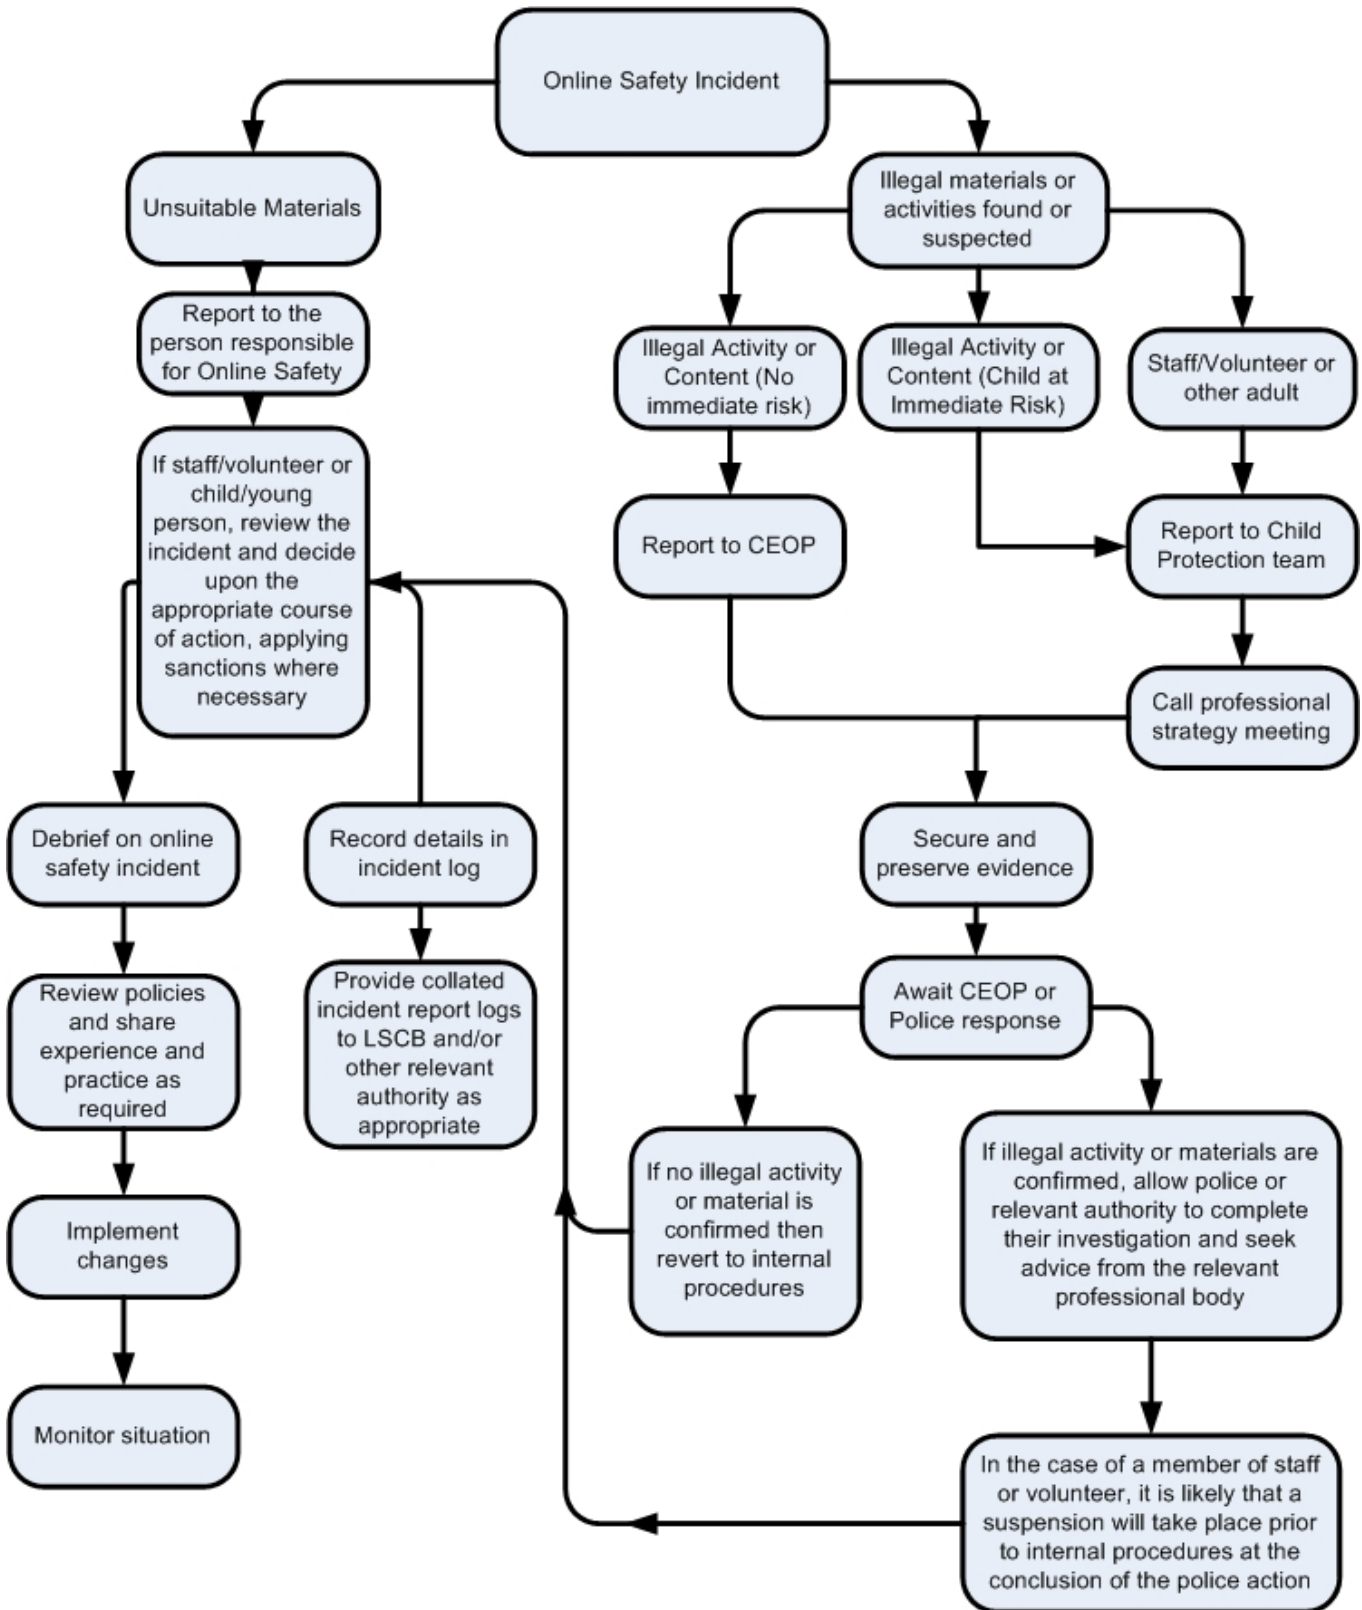 Online Safety Incident
Unsuitable Materials
Illegal materials or
activities found or
suspected
Report to the
person responsible
for Online Safety
Illegal Activity or
Content (No
immediate risk)
Illegal Activity or
Content (Child at
Immediate Risk)
Staff/Volunteer or
other adult
If staff/volunteer or
child/young
person, review the
incident and decide
upon the
appropriate course
of action, applying
sanctions where
necessary
Report to CEOP
Report to Child
Protection team
Call professional
strategy meeting
Debrief on online
safety incident
Record details in
incident log
Secure and
preserve evidence
Review policies
and share
experience and
practice as
required
Provide collated
incident report logs
to LSCB and/or
other relevant
authority as
appropriate
Await CEOP or
Police response
If no illegal activity
or material is
confirmed then
revert to internal
procedures
If illegal activity or materials are
confirmed, allow police or
relevant authority to complete
their investigation and seek
advice from the relevant
professional body
Implement
changes
Monitor situation
In the case of a member of staff
or volunteer, it is likely that a
suspension will take place prior
to internal procedures at the
conclusion of the police action